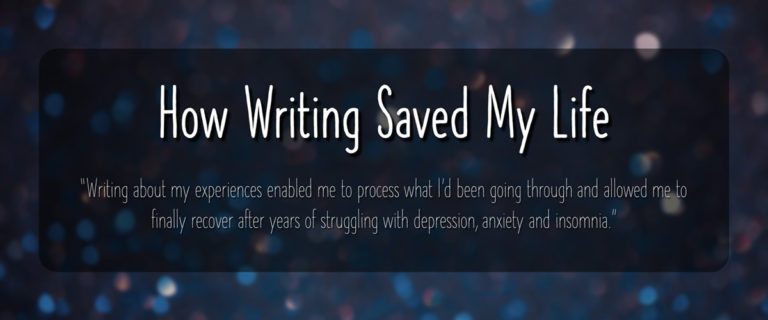 How Writing Saved My Life
"Writing about my experiences enabled me to process what I'd been going through and allowed me to
finally recover after years of struggling with depression, anxiety and insomnia."